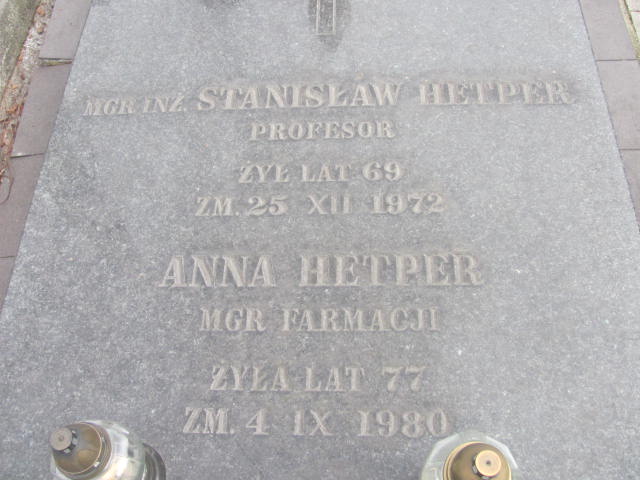 MGR INŻ. STANISŁAW HETPER
PROFESOR
ŻYŁ LAT 69
ZM. 25 XII 1972
ANNA HETPER
MGR FARMACJI
ŻYŁA LAT 77
ZM. 4 IX 1980